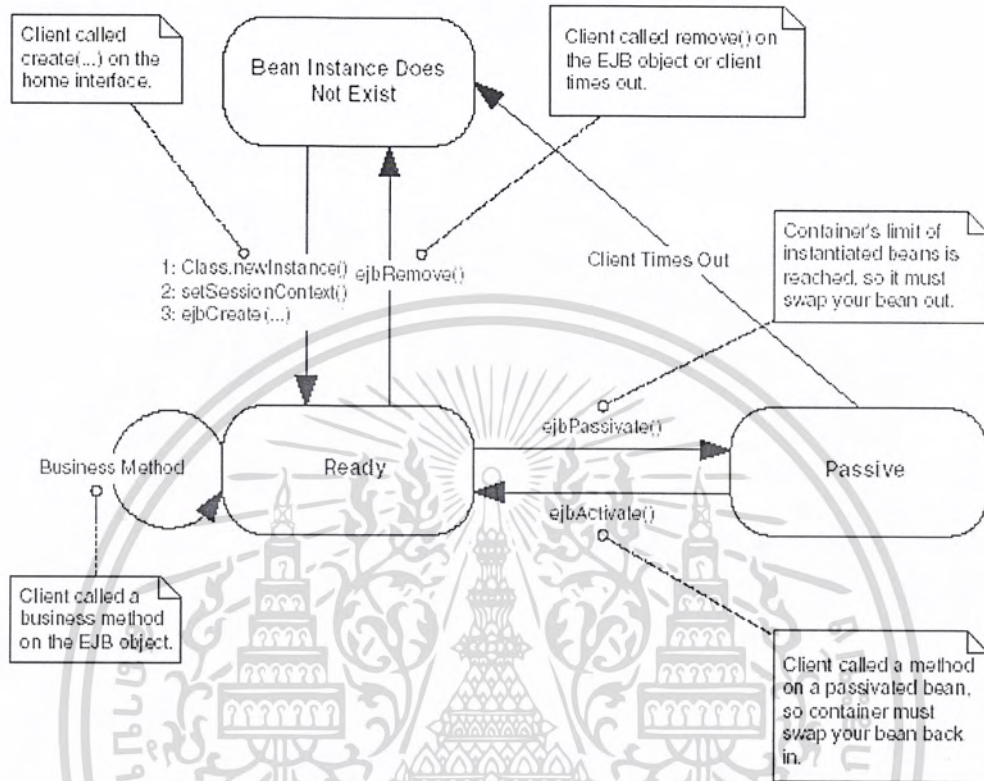 Client called
create(...) on the
home interface.
Bean Instance Does
Not Exist
Client called remove() on
the EJB object or client
times out.
1: Class.newInstance()
2: setSessionContext()
3: ejbCreate(...)
ejbRemove()
Client Times Out
Container's limit of
instantiated beans is
reached, so it must
swap your bean out.
Business Method
Ready
ejbPassivate()
ejbActivate()
Passive
Client called a
business method
on the EJB object.
Client called a method
on a passivated bean,
so container must
swap your bean back
in.